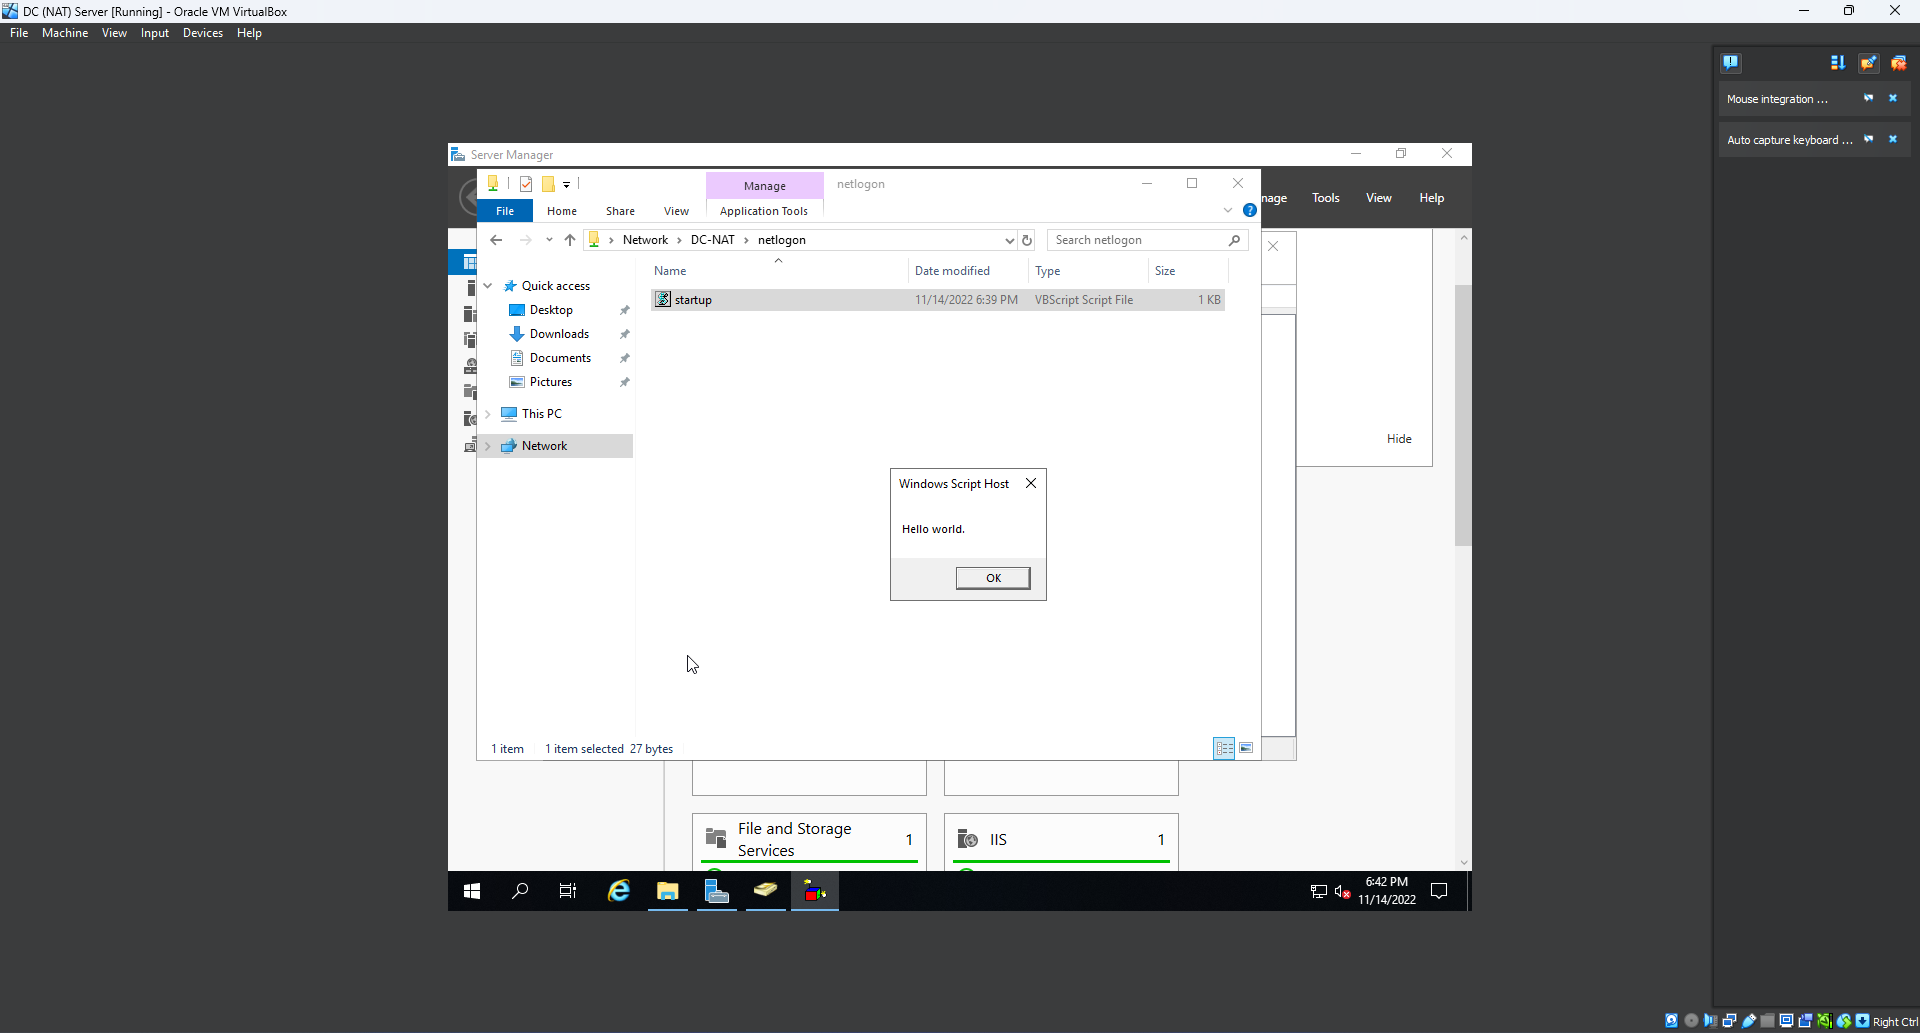 DC (NAT) Server [Running] - Oracle VM VirtualBox
File Machine View Input Devices Help
Mouse integration ...
Auto capture keyboard ...
Server Manager
Manage
netlogon
nage Tools View Help
File Home Share View Application Tools
Network DC-NAT netlogon
Search netlogon
Name Date modified Type Size
Quick access
startup 11/14/2022 6:39 PM VBScript Script File 1 KB
Desktop
Downloads
Documents
Pictures
This PC
Network
Hide
Windows Script Host
Hello world.
OK
1 item 1 item selected 27 bytes
File and Storage
Services
1
IIS 1
6:42 PM
11/14/2022
Right Ctrl